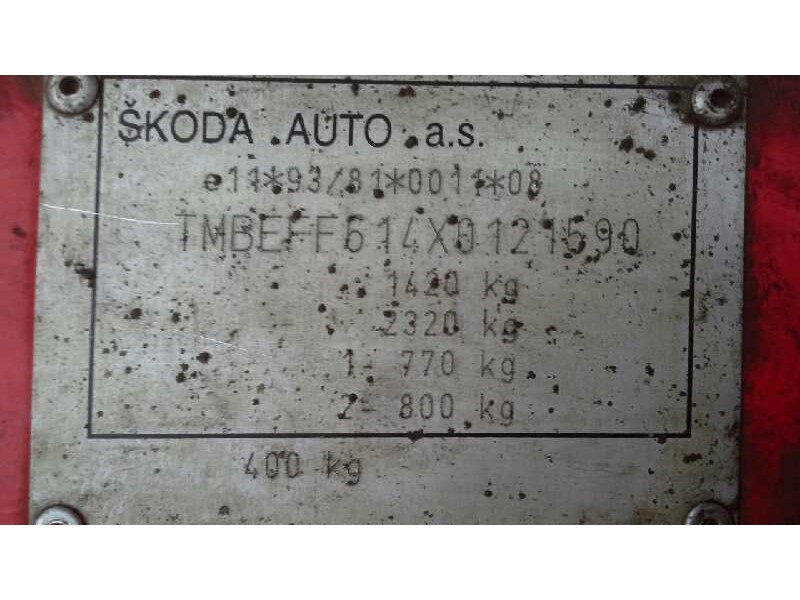 ŠKODA AUTO a.s.
e11*93/81*0011*08
TMBEFF614X0121590
1420 kg
2320 kg
1- 770 kg
2- 800 kg
400 kg